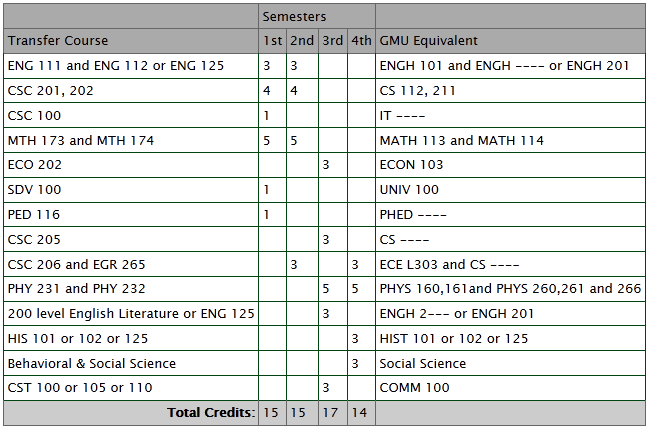 Semesters
Transfer Course 1st 2nd 3rd 4th GMU Equivalent
ENG 111 and ENG 112 or ENG 125 3 3 ENGH 101 and ENGH ---- or ENGH 201
CSC 201, 202 4 4 CS 112, 211
CSC 100 1 IT ----
MTH 173 and MTH 174 5 5 MATH 113 and MATH 114
ECO 202 3 ECON 103
SDV 100 1 UNIV 100
PED 116 1 PHED ----
CSC 205 3 CS ----
CSC 206 and EGR 265 3 3 ECE L303 and CS ----
PHY 231 and PHY 232 5 5 PHYS 160,161and PHYS 260,261 and 266
200 level English Literature or ENG 125 3 ENGH 2--- or ENGH 201
HIS 101 or 102 or 125 3 HIST 101 or 102 or 125
Behavioral & Social Science 3 Social Science
CST 100 or 105 or 110 3 COMM 100
Total Credits: 15 15 17 14